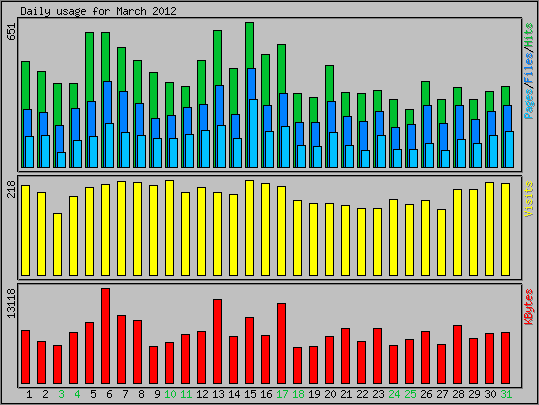 Daily usage for March 2012
651
Pages/Files/Hits
218
Visits
13118
KBytes
1 2 3 4 5 6 7 8 9 10 11 12 13 14 15 16 17 18 19 20 21 22 23 24 25 26 27 28 29 30 31